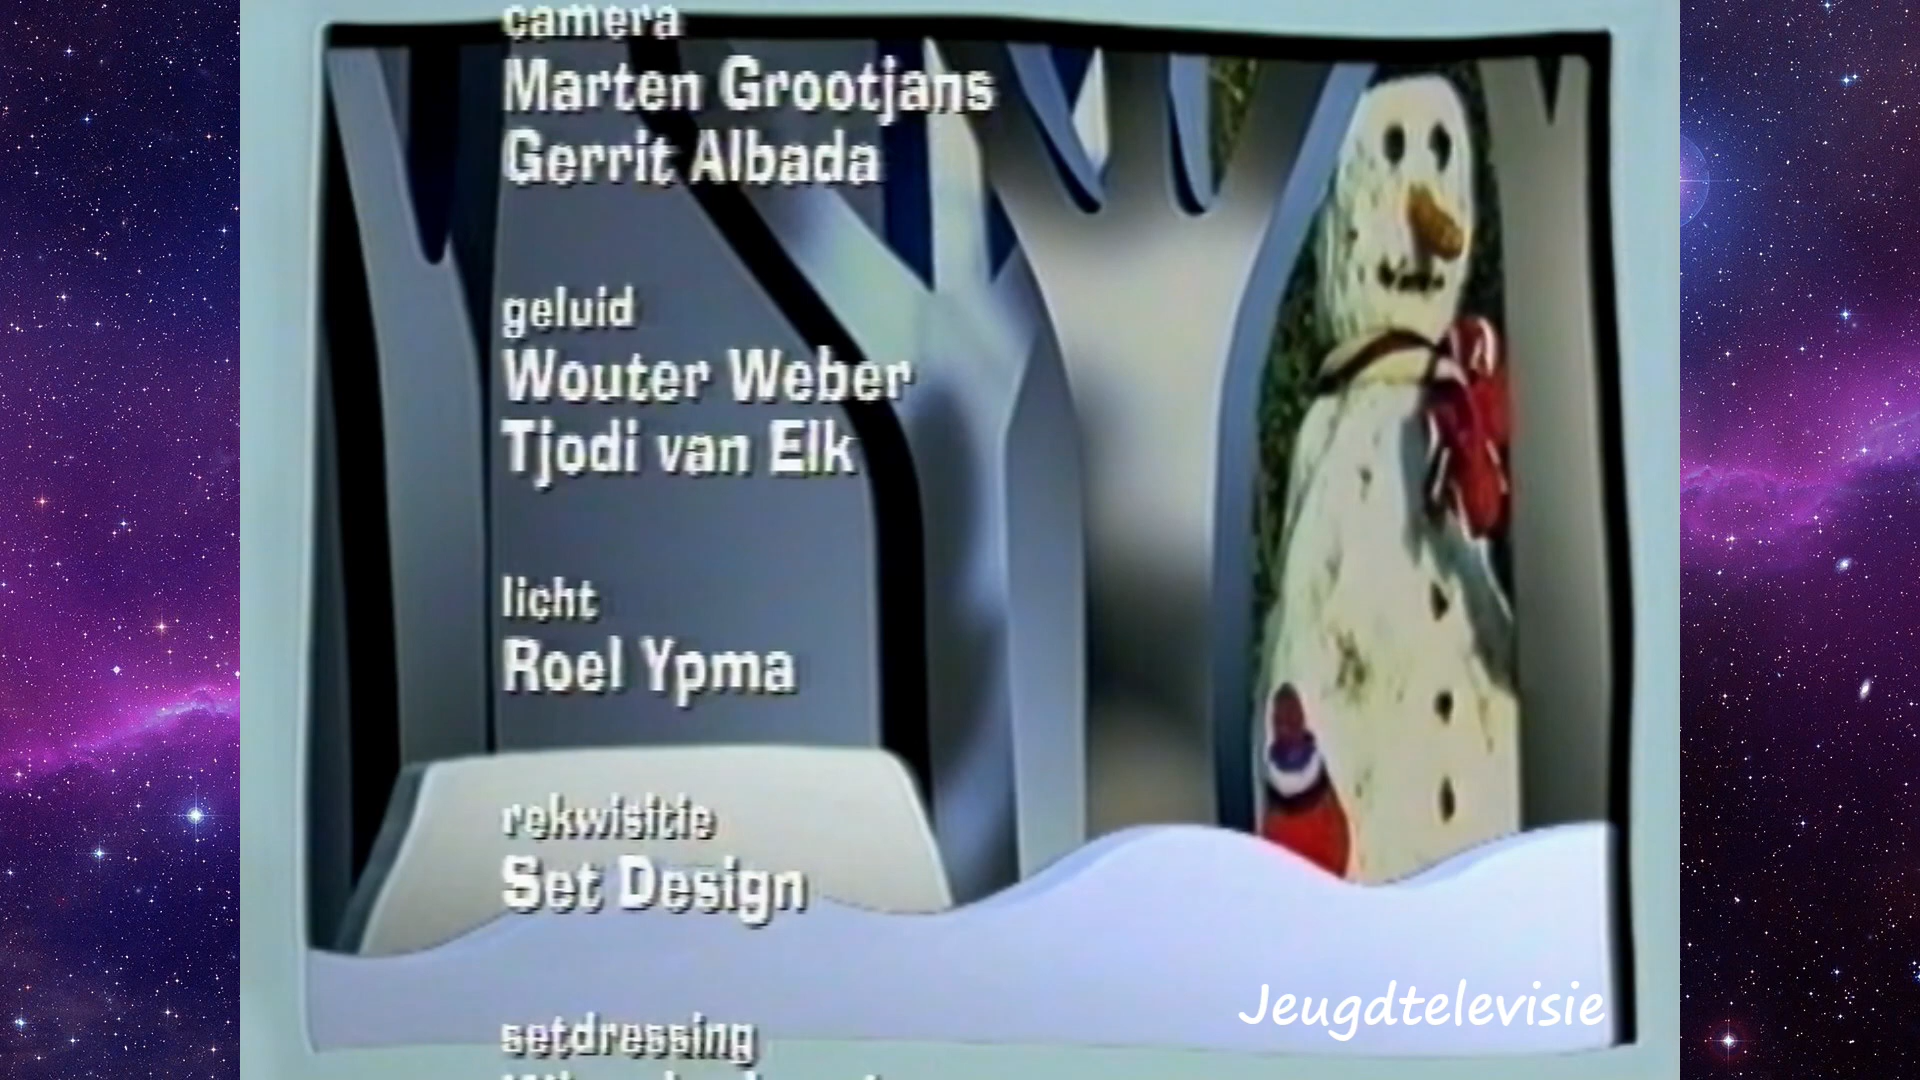 camera
Marten Grootjans
Gerrit Albada
geluid
Wouter Weber
Tjodi van Elk
licht
Roel Ypma
rekwisitie
Set Design
setdressing
Jeugdtelevisie